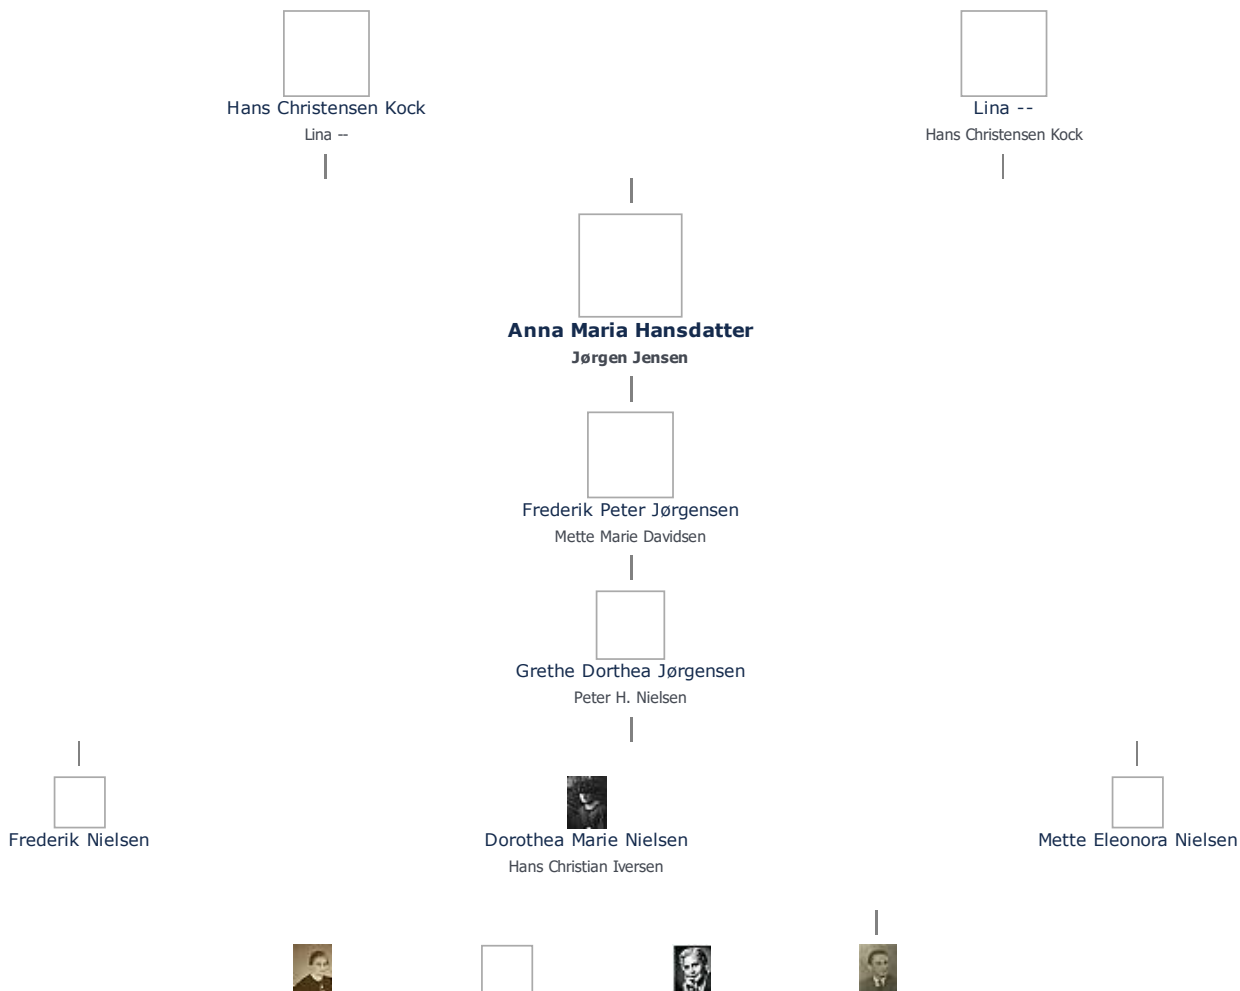 Hans Christensen Kock
Lina --
Lina --
Hans Christensen Kock
Anna Maria Hansdatter
Jørgen Jensen
Frederik Peter Jørgensen
Mette Marie Davidsen
Grethe Dorthea Jørgensen
Peter H. Nielsen
Frederik Nielsen
Dorothea Marie Nielsen
Hans Christian Iversen
Mette Eleonora Nielsen